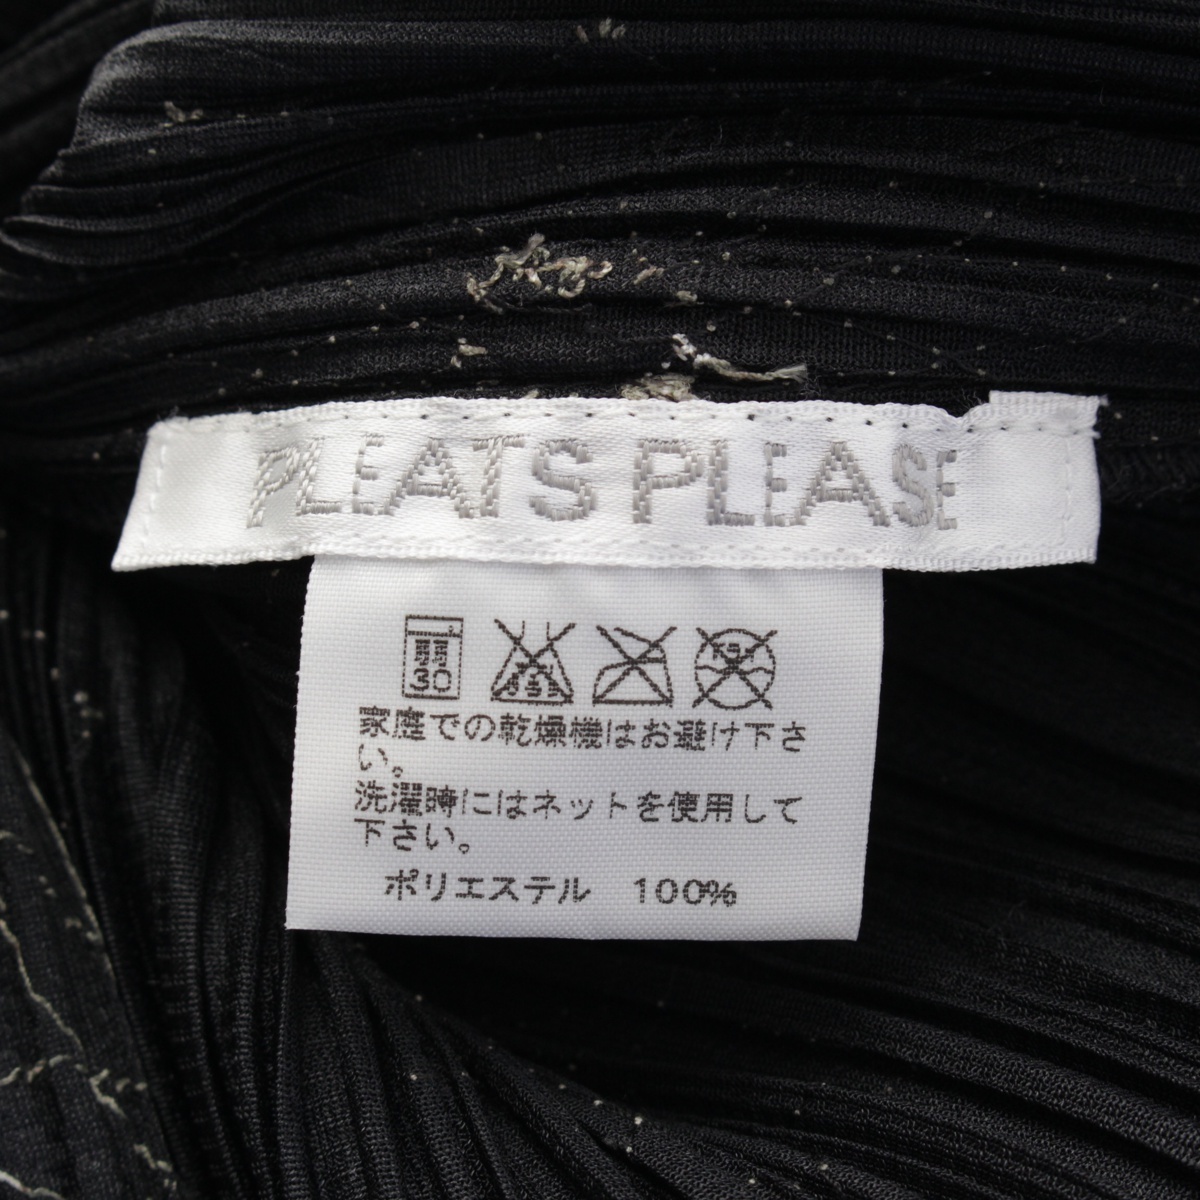 PLEATS PLEASE
弱
30
家庭での乾燥機はお避け下さ
い。
洗濯時にはネットを使用して
下さい。
ポリエステル 100%